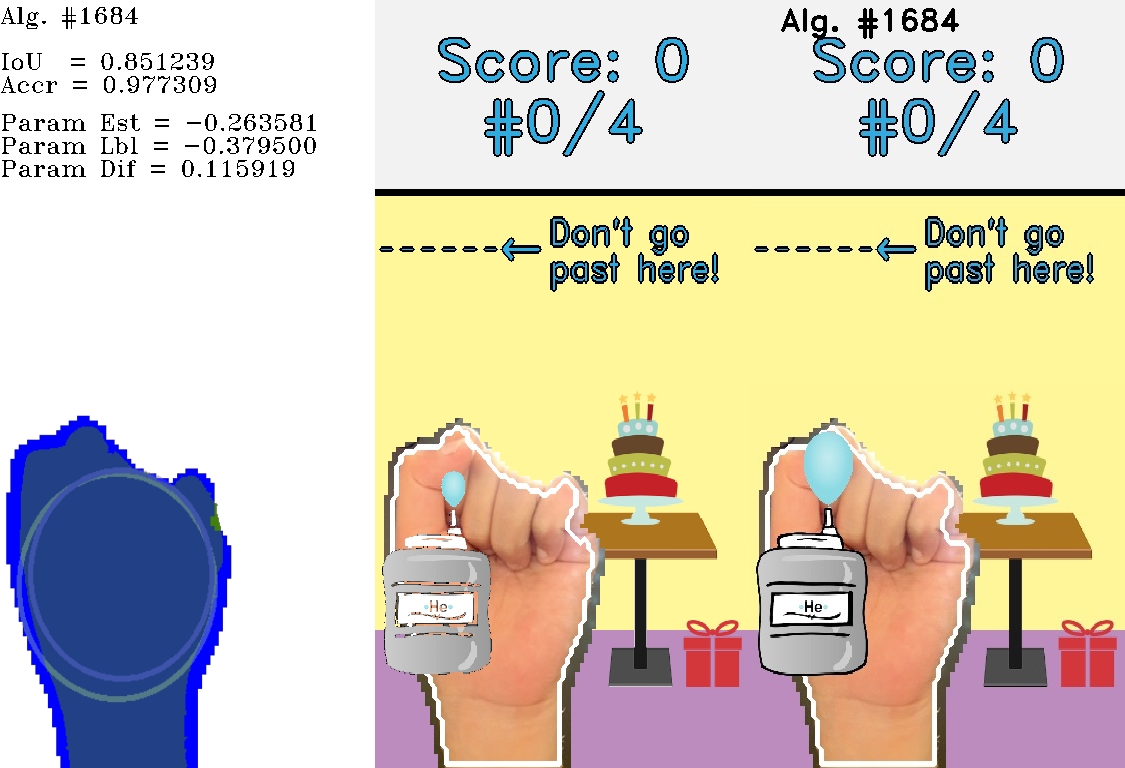 Alg. #1684
IoU = 0.851239
Accr = 0.977309
Param Est = −0.263581
Param Lbl = −0.379500
Param Dif = 0.115919
Score: 0
#0/4
Don't go
past here!
He
Alg. #1684
Score: 0
#0/4
Don't go
past here!
He